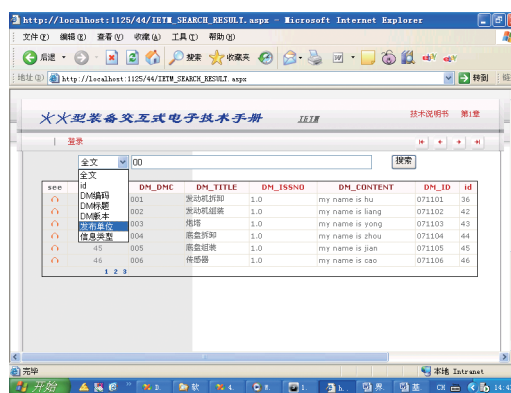 http://localhost:1125/44/IETM_SEARCH_RESULT.aspx - Microsoft Internet Explorer
文件(F) 编辑(E) 查看(V) 收藏(A) 工具(T) 帮助(H)
后退 搜索 收藏夹
地址(D) http://localhost:1125/44/IETM_SEARCH_RESULT.aspx 转到
火火型装备交互式电子技术手册 IETM 技术说明书 第1章
登录
全文 00 搜索
全文
id
DM编码
DM标题
DM版本
发布单位
信息类型
see DM_DMC DM_TITLE DM_ISSNO DM_CONTENT DM_ID id
001 发动机拆卸 1.0 my name is hu 071101 36
002 发动机组装 1.0 my name is liang 071102 42
003 炮塔 1.0 my name is yong 071103 43
004 底盘拆卸 1.0 my name is zhou 071104 44
45 005 底盘组装 1.0 my name is jian 071105 45
46 006 传感器 1.0 my name is cao 071106 46
1 2 3
完毕 本地 Intranet
开始 CH 14:4